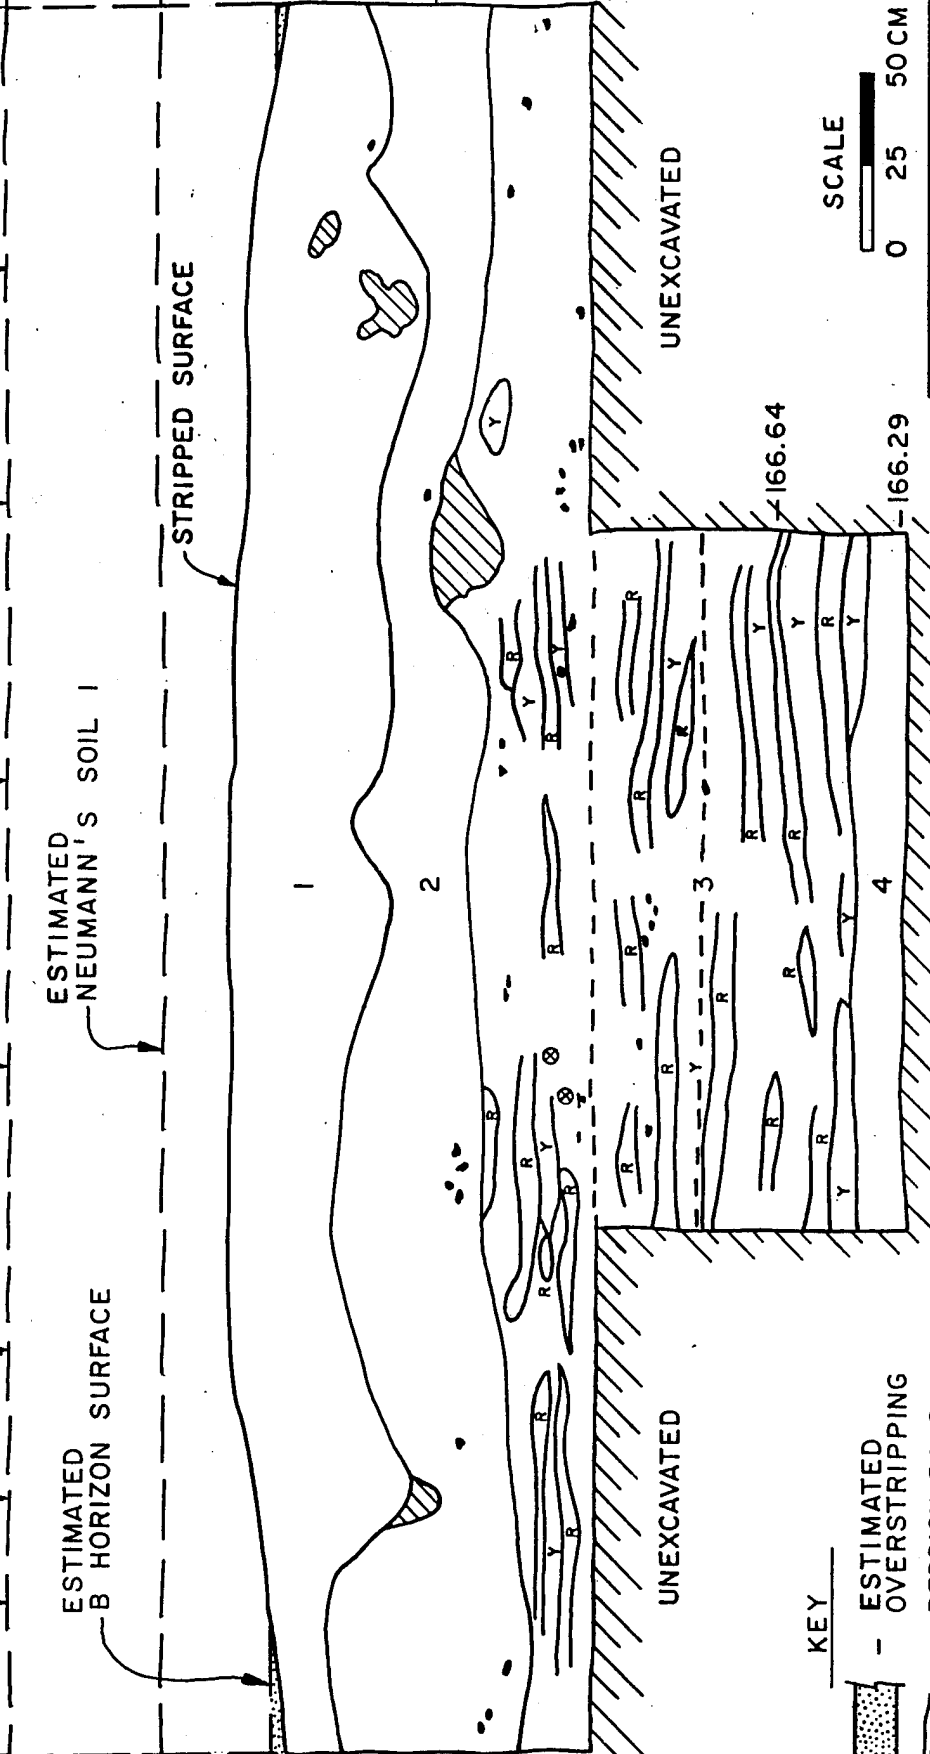 ESTIMATED
B HORIZON SURFACE
ESTIMATED
NEUMANN'S SOIL 1
STRIPPED SURFACE
1
2
3
4
R
Y
R
R
R
R
Y
R
R
R
Y
R
Y
R
R
R
R
Y
R
R
R
Y
R
R
R
Y
R
Y
R
R
Y
Y
R
Y
R
R
Y
UNEXCAVATED
UNEXCAVATED
166.64
166.29
SCALE
0 25 50 CM
KEY
- ESTIMATED
OVERSTRIPPING